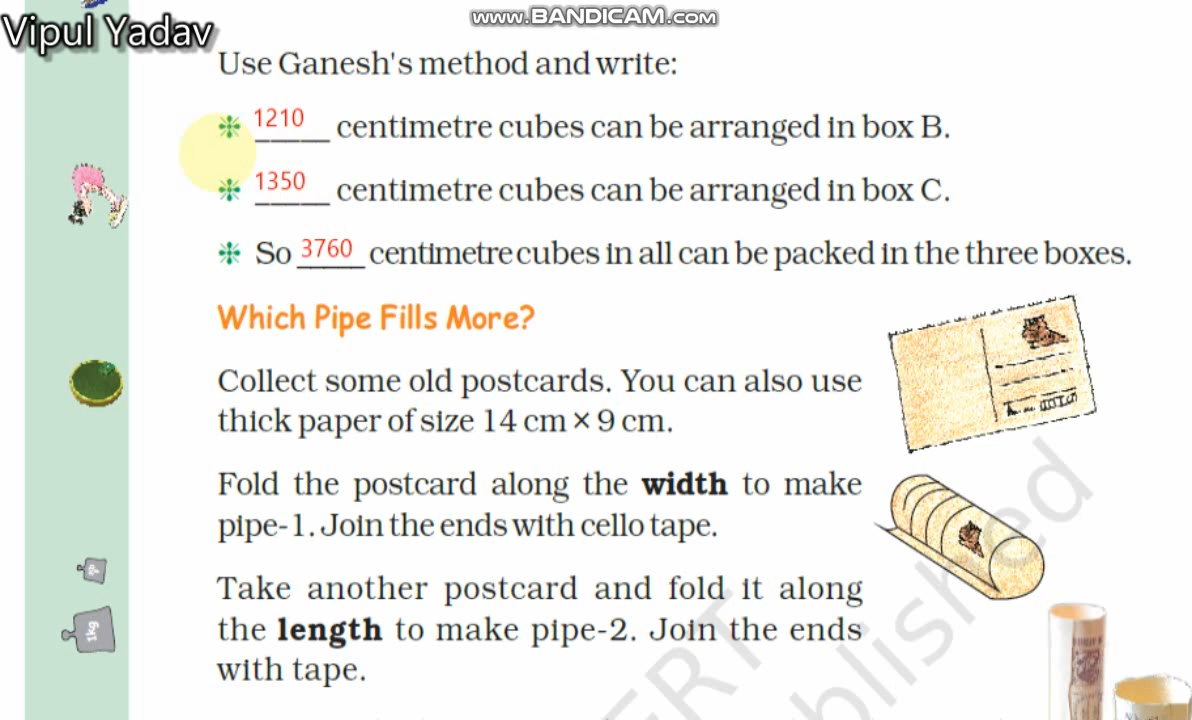 www.BANDICAM.com
Vipul Yadav
Use Ganesh's method and write:
1210 centimetre cubes can be arranged in box B.
1350 centimetre cubes can be arranged in box C.
So 3760 centimetre cubes in all can be packed in the three boxes.
Which Pipe Fills More?
Collect some old postcards. You can also use
thick paper of size 14 cm × 9 cm.
Fold the postcard along the width to make
pipe-1. Join the ends with cello tape.
Take another postcard and fold it along
the length to make pipe-2. Join the ends
with tape.
1kg